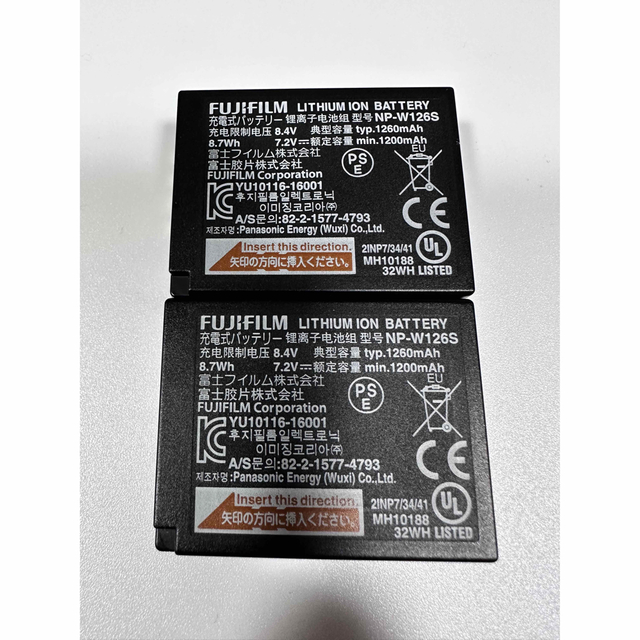 FUJIFILM LITHIUM ION BATTERY
充電式バッテリー 锂离子电池组 型号 NP-W126S
充电限制电压 8.4V 典型容量 typ.1260mAh
8.7Wh 7.2V⎓额定容量 min.1200mAh
富士フイルム株式会社
富士胶片株式会社
FUJIFILM Corporation
YU10116-16001
후지필름일렉트로닉
이미징코리아㈜
A/S문의:82-2-1577-4793
제조자명:Panasonic Energy (Wuxi) Co.,Ltd.
Insert this direction.
矢印の方向に挿入ください。
PS
E
EU
CE
UL
2INP7/34/41
MH10188
32WH LISTED
FUJIFILM LITHIUM ION BATTERY
充電式バッテリー 锂离子电池组 型号 NP-W126S
充电限制电压 8.4V 典型容量 typ.1260mAh
8.7Wh 7.2V⎓额定容量 min.1200mAh
富士フイルム株式会社
富士胶片株式会社
FUJIFILM Corporation
YU10116-16001
후지필름일렉트로닉
이미징코리아㈜
A/S문의:82-2-1577-4793
제조자명:Panasonic Energy (Wuxi) Co.,Ltd.
Insert this direction.
矢印の方向に挿入ください。
PS
E
EU
CE
UL
2INP7/34/41
MH10188
32WH LISTED